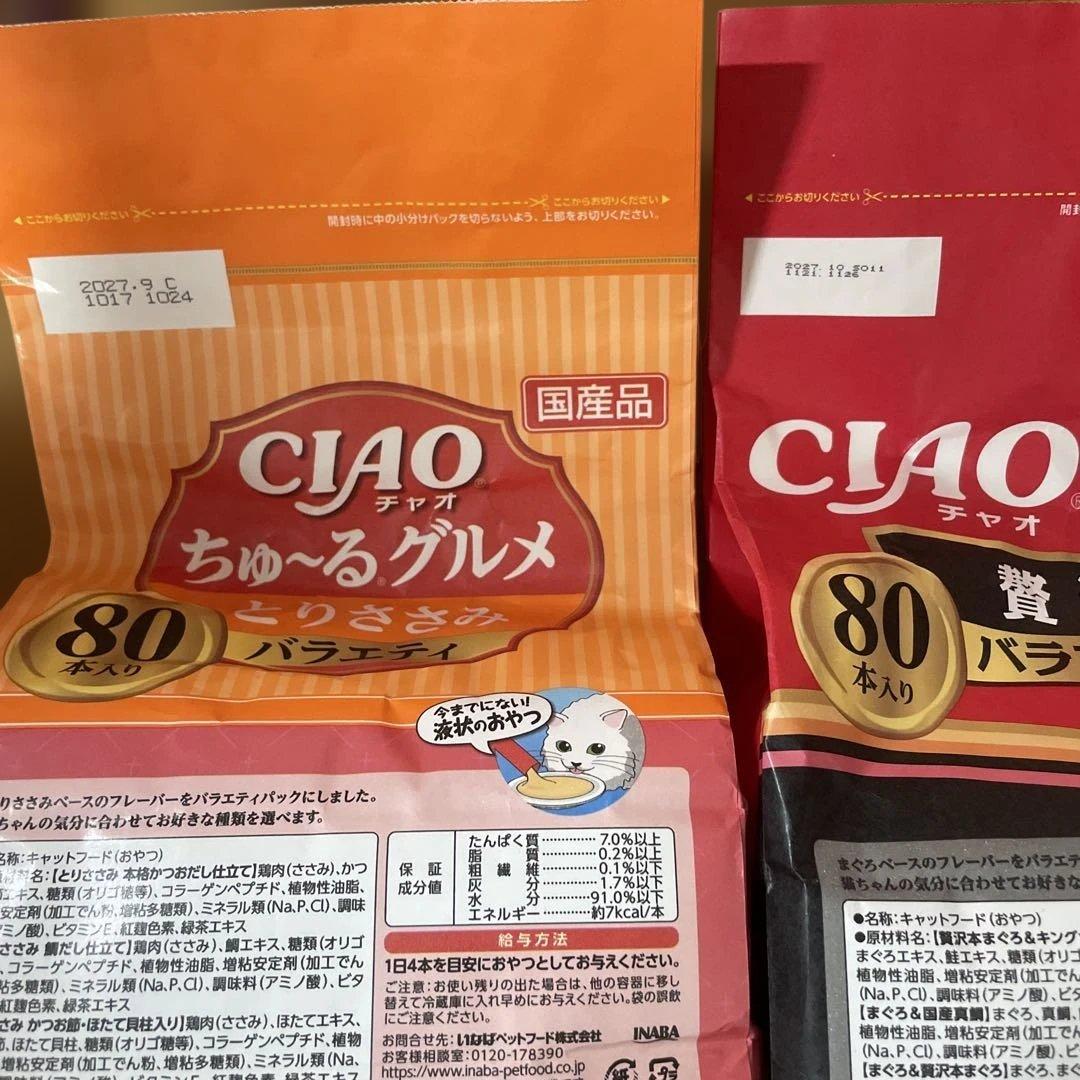 ここからお切りください
ここからお切りください
開封時に中の小分けパックを切らないよう、上部をお切りください。
2027.9 C
1017 1024
国産品
CIAO
チャオ
ちゅ〜るグルメ
とりささみ
バラエティ
80
本入り
今までにない!
液状のおやつ
りささみベースのフレーバーをバラエティパックにしました。
ちゃんの気分に合わせてお好きな種類を選べます。
名称:キャットフード(おやつ)
料名:【とりささみ 本格かつおだし仕立て】鶏肉(ささみ)、かつ
エキス、糖類(オリゴ糖等)、コラーゲンペプチド、植物性油脂、
安定剤(加工でん粉、増粘多糖類)、ミネラル類(Na、P、Cl)、調味
アミノ酸)、ビタミンE、紅麹色素、緑茶エキス
ささみ 鯛だし仕立て】鶏肉(ささみ)、鯛エキス、糖類(オリゴ
、コラーゲンペプチド、植物性油脂、増粘安定剤(加工でん
粘多糖類)、ミネラル類(Na、P、Cl)、調味料(アミノ酸)、ビタ
紅麹色素、緑茶エキス
さみ かつお節・ほたて貝柱入り】鶏肉(ささみ)、ほたてエキス、
節、ほたて貝柱、糖類(オリゴ糖等)、コラーゲンペプチド、植物
増粘安定剤(加工でん粉、増粘多糖類)、ミネラル類(Na、
調味料(アミノ酸)、ビタミンE、紅麹色素、緑茶エキス
保証
成分値
たんぱく質 7.0%以上
脂質 0.2%以上
粗繊維 0.1%以下
灰分 1.7%以下
水分 91.0%以下
エネルギー 約7kcal/本
給与方法
1日4本を目安におやつとしてお与えください。
ご注意:お使い残りの出た場合は、他の容器に移し
替えて冷蔵庫に入れ早めにお与えください。袋の誤飲
にご注意ください。
お問合せ先:いなばペットフード株式会社 INABA
お客様相談室:0120-178390
https://www.inaba-petfood.co.jp
紙
プラ
ここからお切りください
開封
2027.10
1121.1126
CIAO
チャオ
80
本入り
贅
バラエ
まぐろベースのフレーバーをバラエテ
猫ちゃんの気分に合わせてお好きな
●名称:キャットフード(おやつ)
●原材料名:【贅沢本まぐろ&キング
まぐろエキス、鮭エキス、糖類(オリゴ
植物性油脂、増粘安定剤(加工でん
(Na、P、Cl)、調味料(アミノ酸)、ビタ
【まぐろ&国産真鯛】まぐろ、真鯛、
植物性油脂、増粘安定剤(加工でん
(Na、P、Cl)、調味料(アミノ酸)、ビ
【まぐろ&贅沢本まぐろ】まぐろ、ま